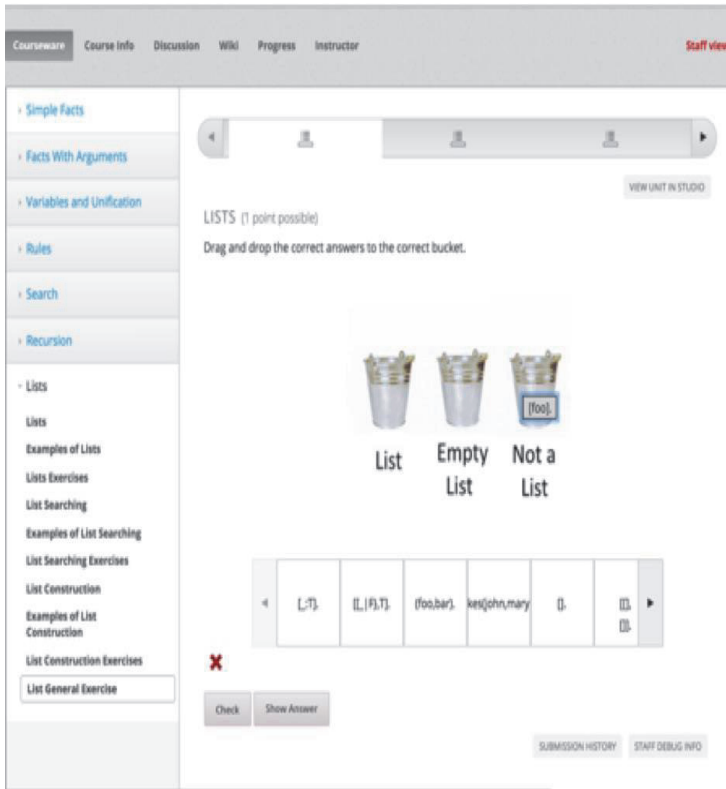 Courseware Course Info Discussion Wiki Progress Instructor Staff view
Simple Facts
Facts With Arguments
Variables and Unification
Rules
Search
Recursion
Lists
Lists
Examples of Lists
Lists Exercises
List Searching
Examples of List Searching
List Searching Exercises
List Construction
Examples of List
Construction
List Construction Exercises
List General Exercise
VIEW UNIT IN STUDIO
LISTS (1 point possible)
Drag and drop the correct answers to the correct bucket.
List
Empty
List
Not a
List
kes(john,mary
Check Show Answer
SUBMISSION HISTORY STAFF DEBUG INFO